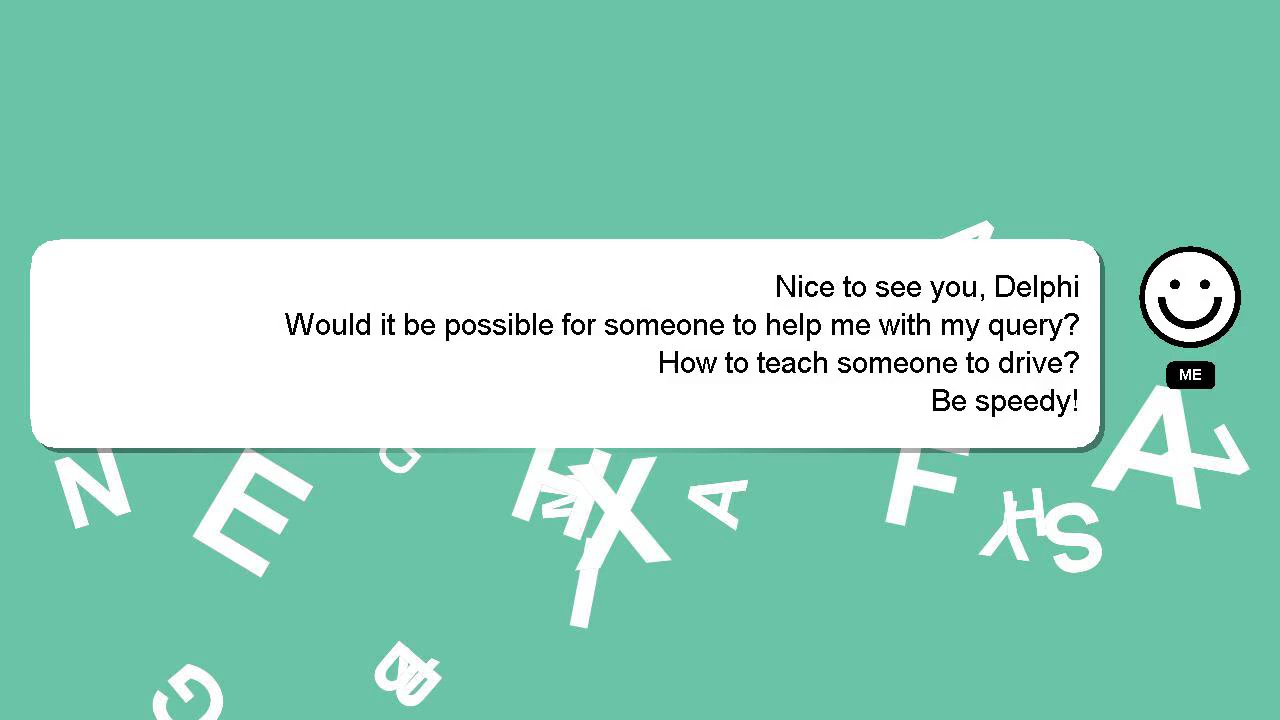 Nice to see you, Delphi
Would it be possible for someone to help me with my query?
How to teach someone to drive?
Be speedy!
ME
A
N
E
D
X
A
F
A
Z
H
S
I
G
B